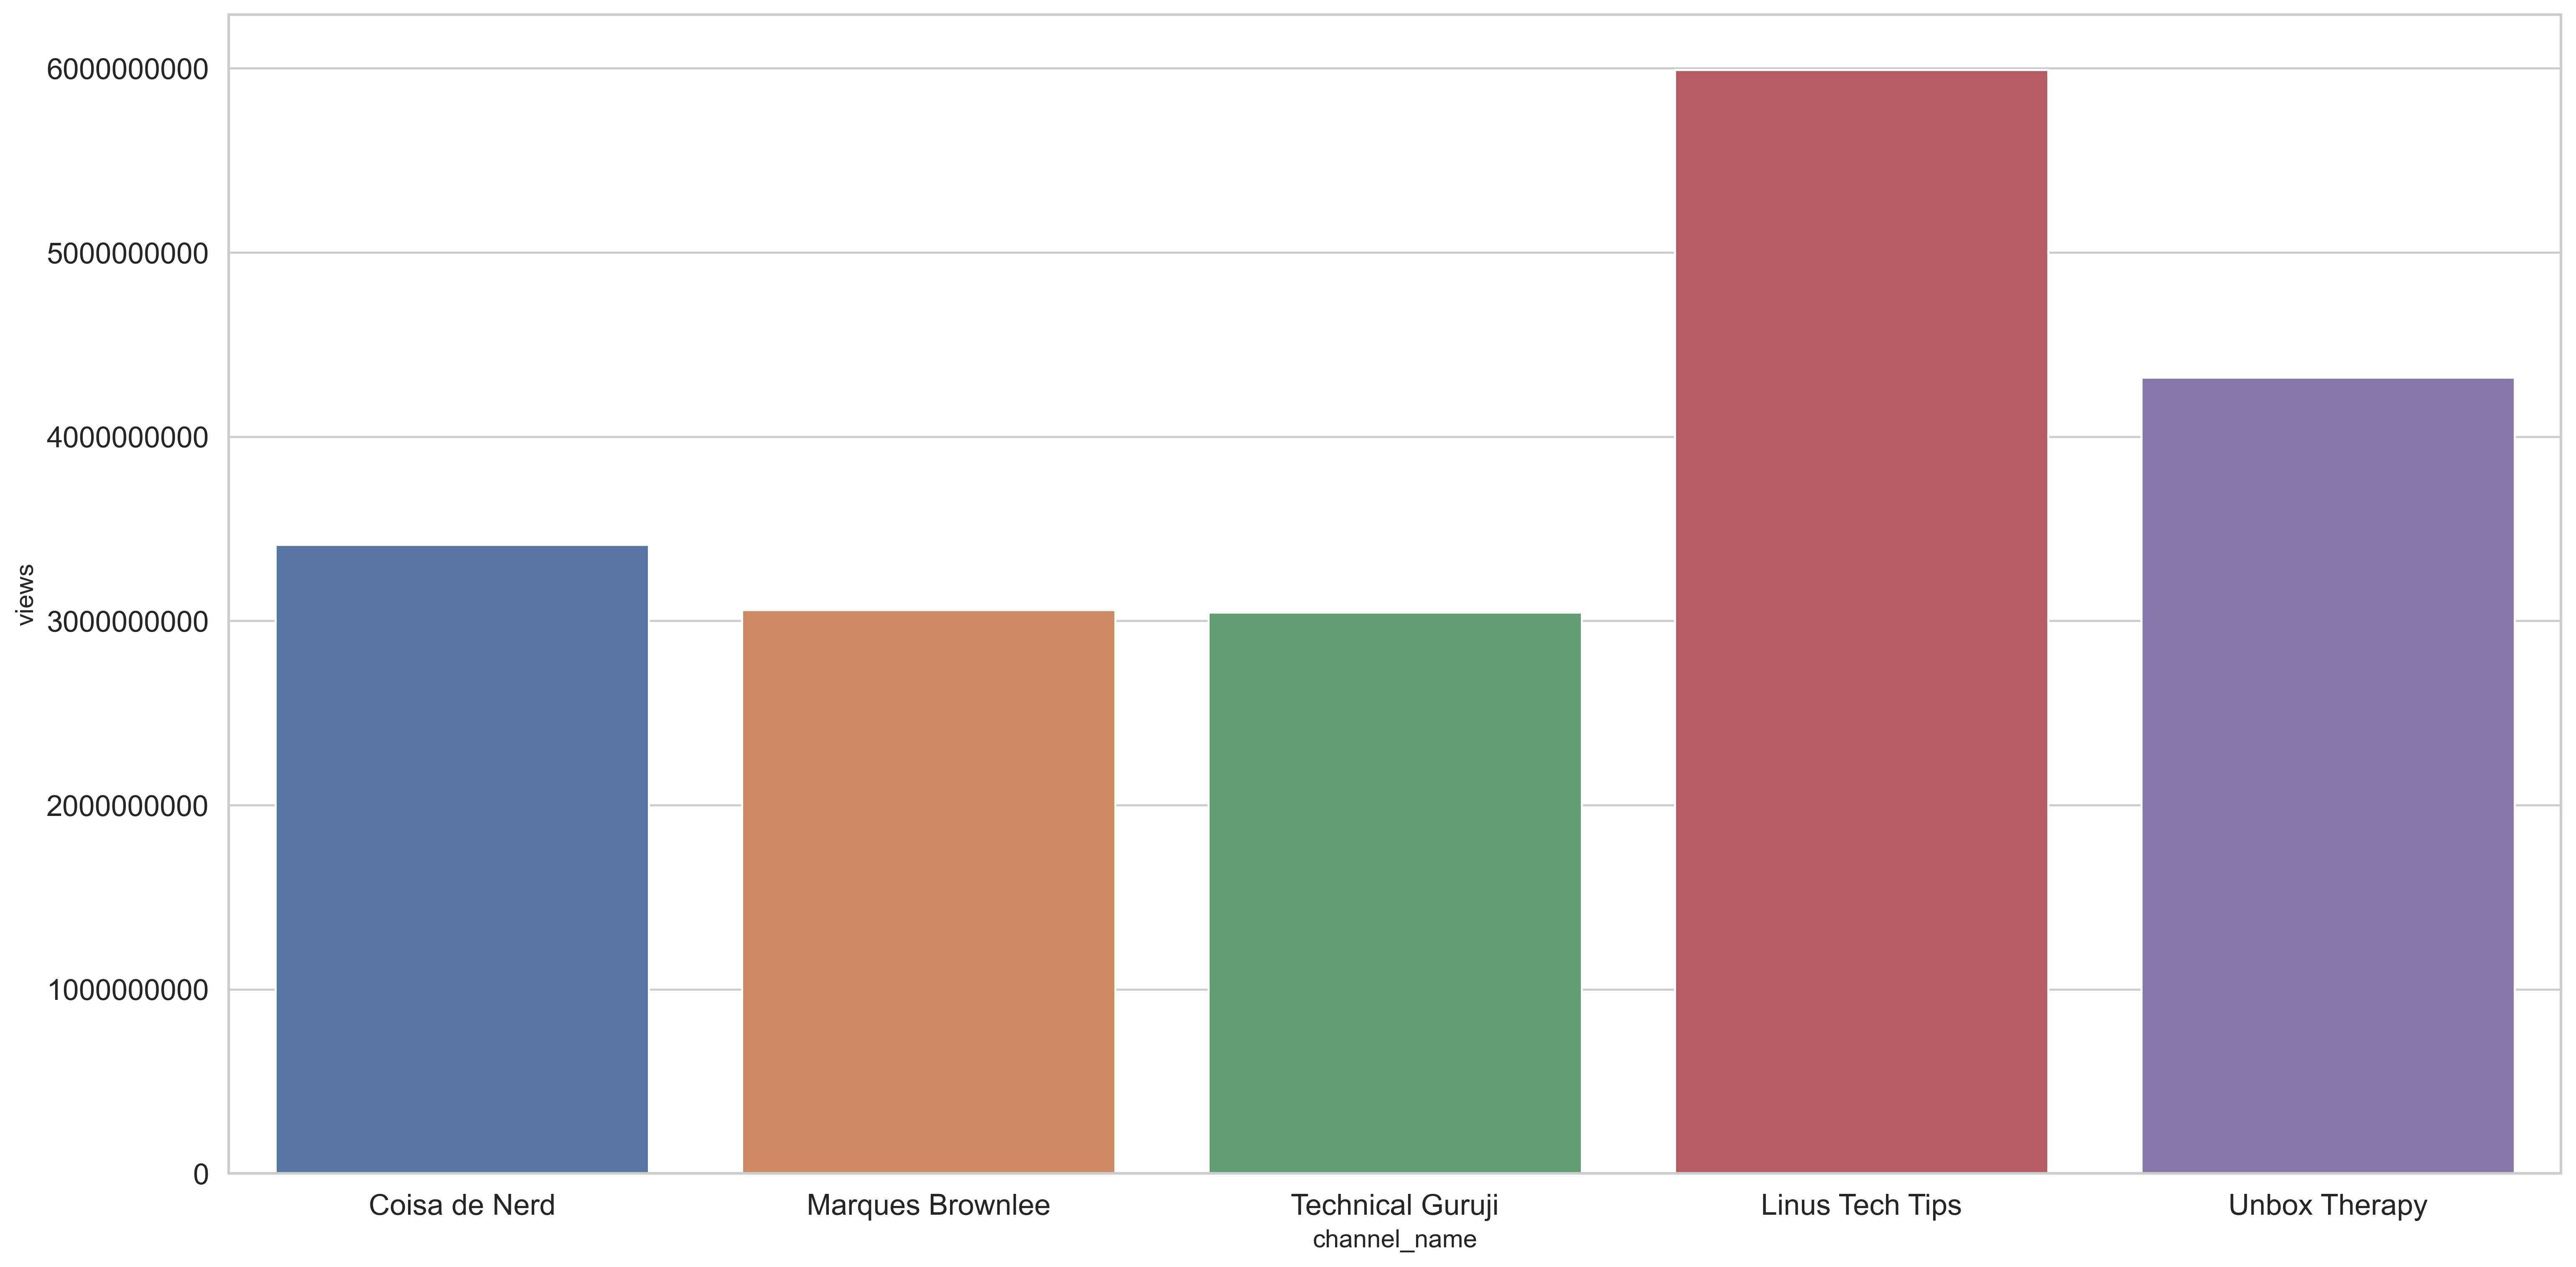 6000000000
5000000000
4000000000
3000000000
2000000000
1000000000
0
views
Coisa de Nerd Marques Brownlee Technical Guruji Linus Tech Tips Unbox Therapy
channel_name